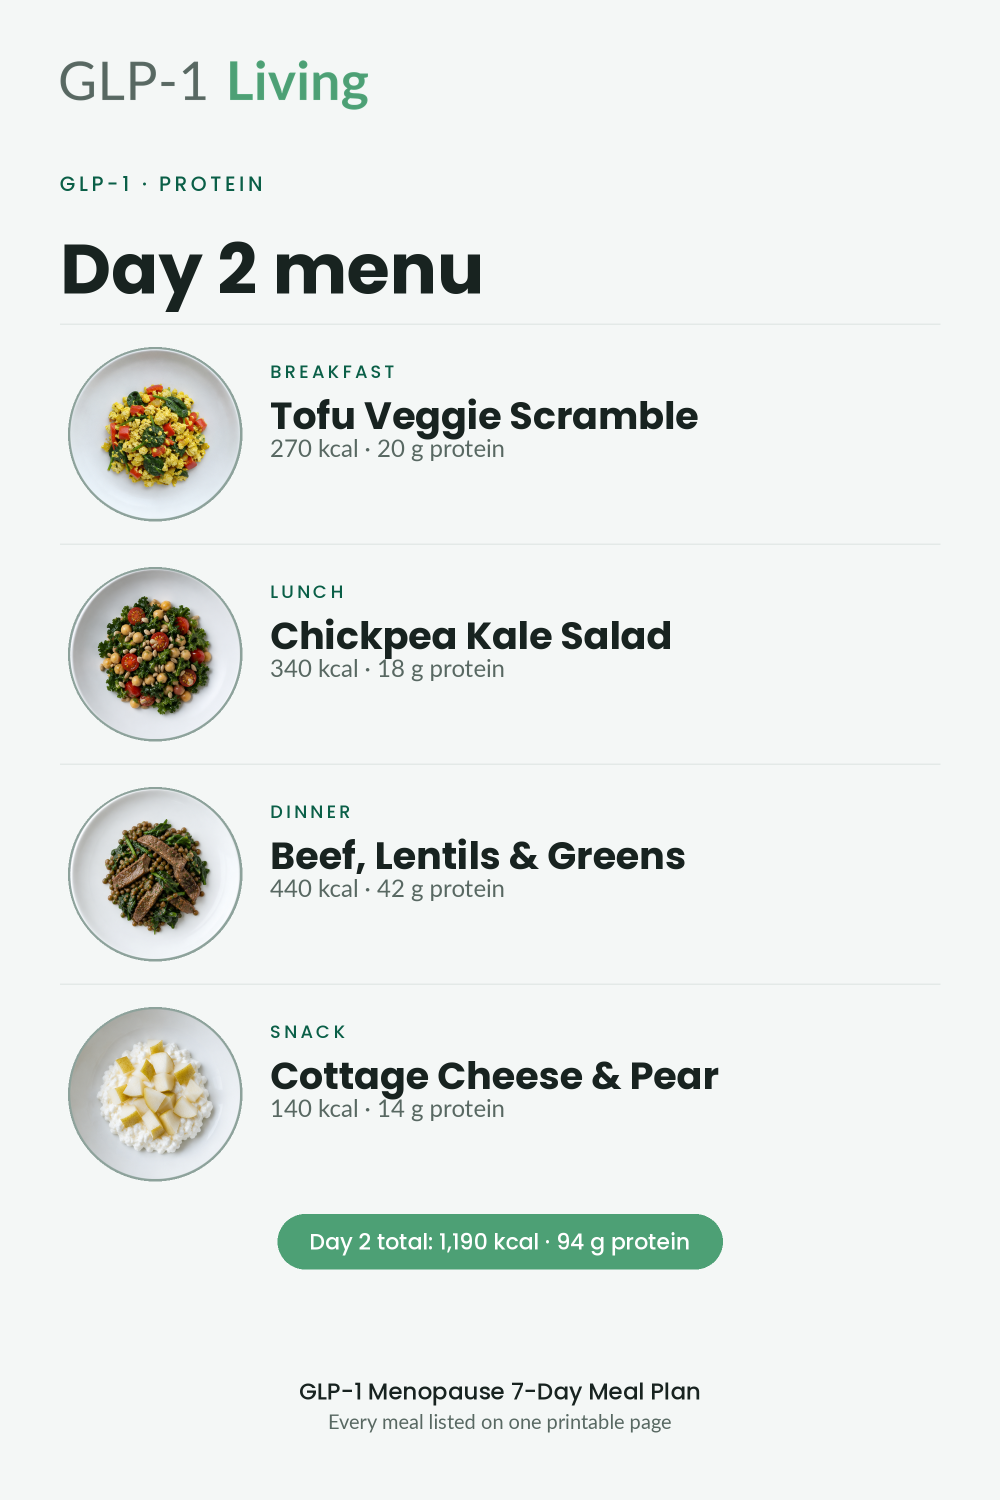 GLP-1 Living
GLP-1 · PROTEIN
Day 2 menu
BREAKFAST
Tofu Veggie Scramble
270 kcal · 20 g protein
LUNCH
Chickpea Kale Salad
340 kcal · 18 g protein
DINNER
Beef, Lentils & Greens
440 kcal · 42 g protein
SNACK
Cottage Cheese & Pear
140 kcal · 14 g protein
Day 2 total: 1,190 kcal · 94 g protein
GLP-1 Menopause 7-Day Meal Plan
Every meal listed on one printable page